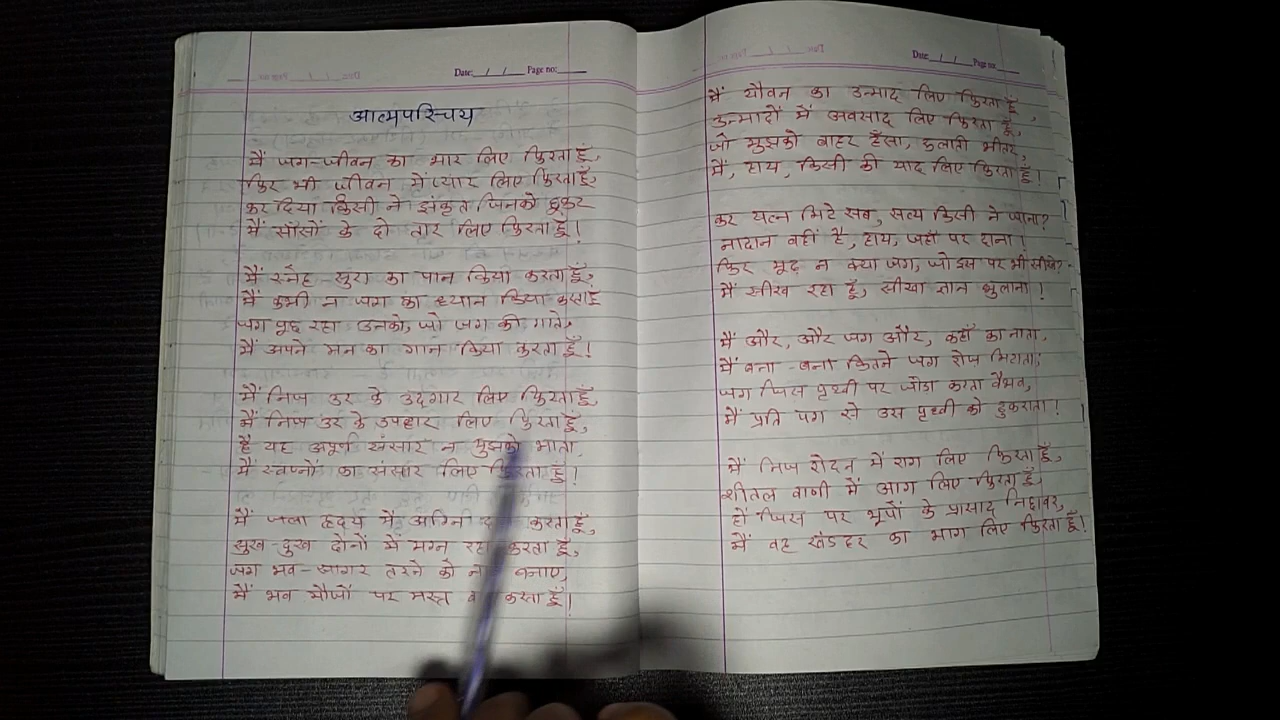 Date: / / Page no:
आत्मपरिचय
मैं जग-जीवन का भार लिए फिरता हूँ,
फिर भी जीवन में प्यार लिए फिरता हूँ,
कर दिया किसी ने झंकृत जिनको छूकर
मैं साँसों के दो तार लिए फिरता हूँ!
मैं स्नेह-सुरा का पान किया करता हूँ,
मैं कभी न जग का ध्यान किया करता हूँ
जग पूछ रहा उनको, जो जग की गाते,
मैं अपने मन का गान किया करता हूँ!
मैं निज उर के उद्गार लिए फिरता हूँ,
मैं निज उर के उपहार लिए फिरता हूँ,
है यह अपूर्ण संसार न मुझको भाता
मैं स्वप्नों का संसार लिए फिरता हूँ!
मैं जला हृदय में अग्नि करता हूँ,
सुख-दुख दोनों में मग्न रहा करता हूँ,
जग भव-सागर तरने को बनाए,
मैं भव मौजों पर मस्त करता हूँ!
Date: / / Page no:
मैं यौवन का उन्माद लिए फिरता हूँ,
उन्मादों में अवसाद लिए फिरता हूँ,
जो मुझको बाहर हँसा, रुलाती भीतर,
मैं, हाय, किसी की याद लिए फिरता हूँ!
कर यत्न मिटे सब, सत्य किसी ने जाना?
नादान वहीं है, हाय, जहाँ पर दाना!
फिर मूढ़ न क्या जग, जो इस पर भी सीखे?
मैं सीख रहा हूँ, सीखा ज्ञान भुलाना!
मैं और, और जग और, कहाँ का नाता,
मैं बना-बना कितने जग रोज़ मिटाता;
जग जिस पृथ्वी पर जोड़ा करता वैभव,
मैं प्रति पग से उस पृथ्वी को ठुकराता!
मैं निज रोदन में राग लिए फिरता हूँ,
शीतल वाणी में आग लिए फिरता हूँ
हों जिस पर भूपों के प्रासाद निछावर,
मैं वह खंडहर का भाग लिए फिरता हूँ!